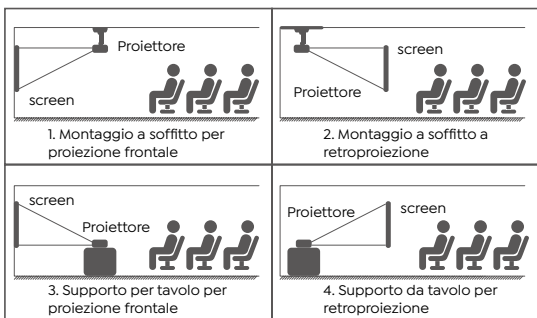 Proiettore
screen
1. Montaggio a soffitto per
proiezione frontale
screen
Proiettore
2. Montaggio a soffitto a
retroproiezione
screen
Proiettore
3. Supporto per tavolo per
proiezione frontale
Proiettore
screen
4. Supporto da tavolo per
retroproiezione